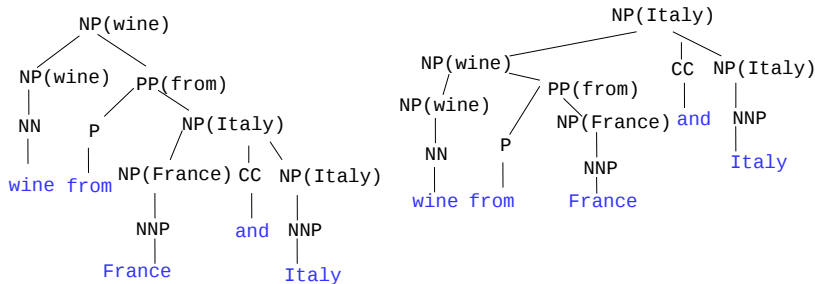 NP(wine)
NP(wine) PP(from)
NN P NP(Italy)
wine from NP(France) CC NP(Italy)
NNP and NNP
France Italy
NP(Italy)
NP(wine) CC NP(Italy)
NP(wine) PP(from)
NP(France) and NNP
NN P NNP Italy
wine from France